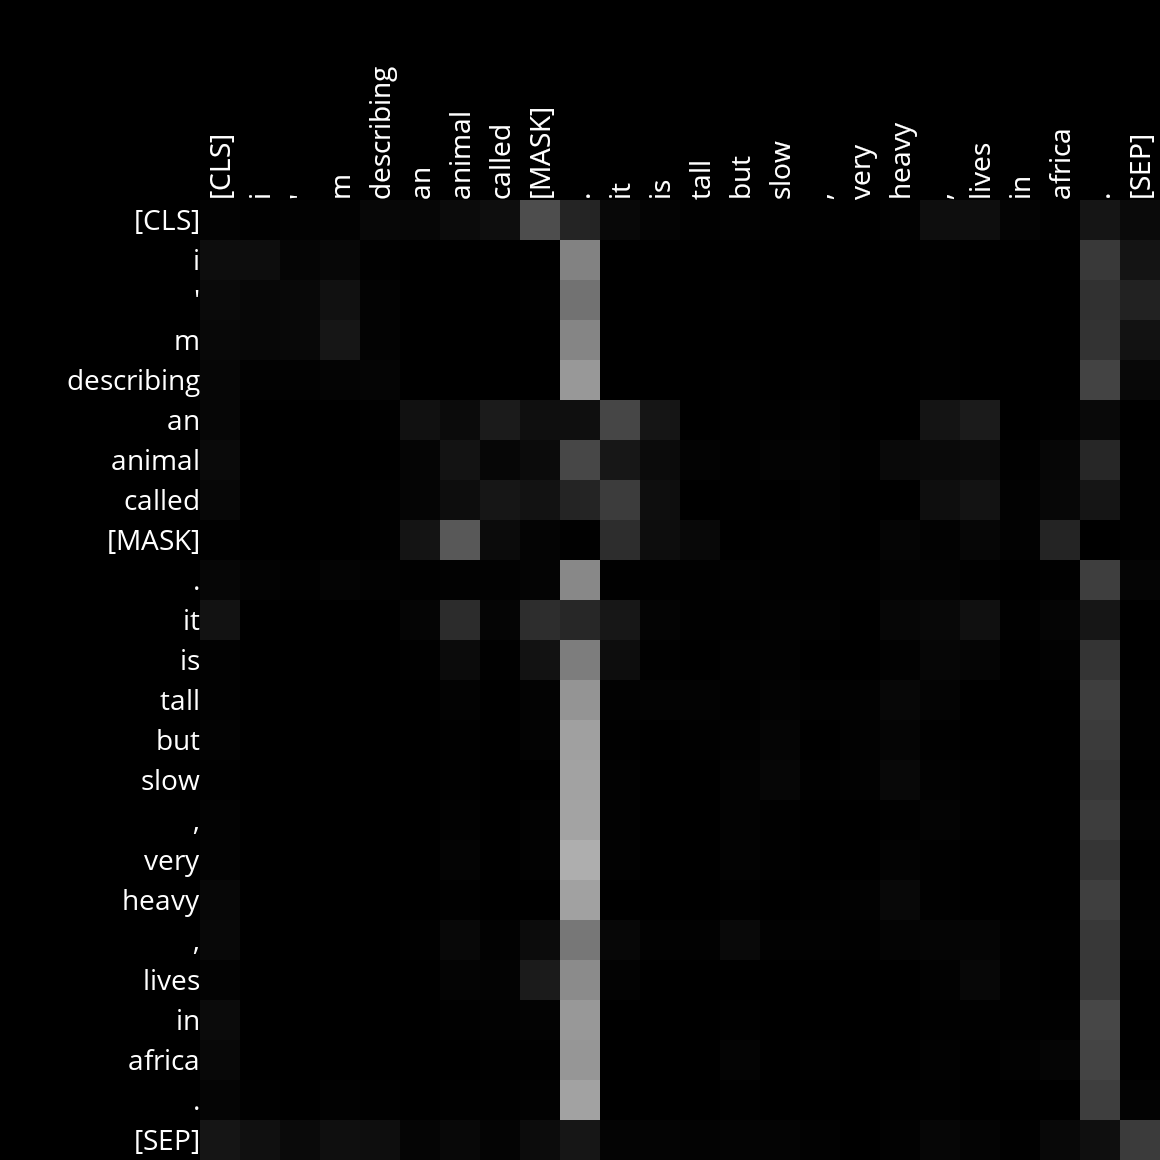 [CLS] i ' m describing an animal called [MASK] . it is tall but slow , very heavy , lives in africa . [SEP]
[CLS]
i
'
m
describing
an
animal
called
[MASK]
.
it
is
tall
but
slow
,
very
heavy
,
lives
in
africa
.
[SEP]